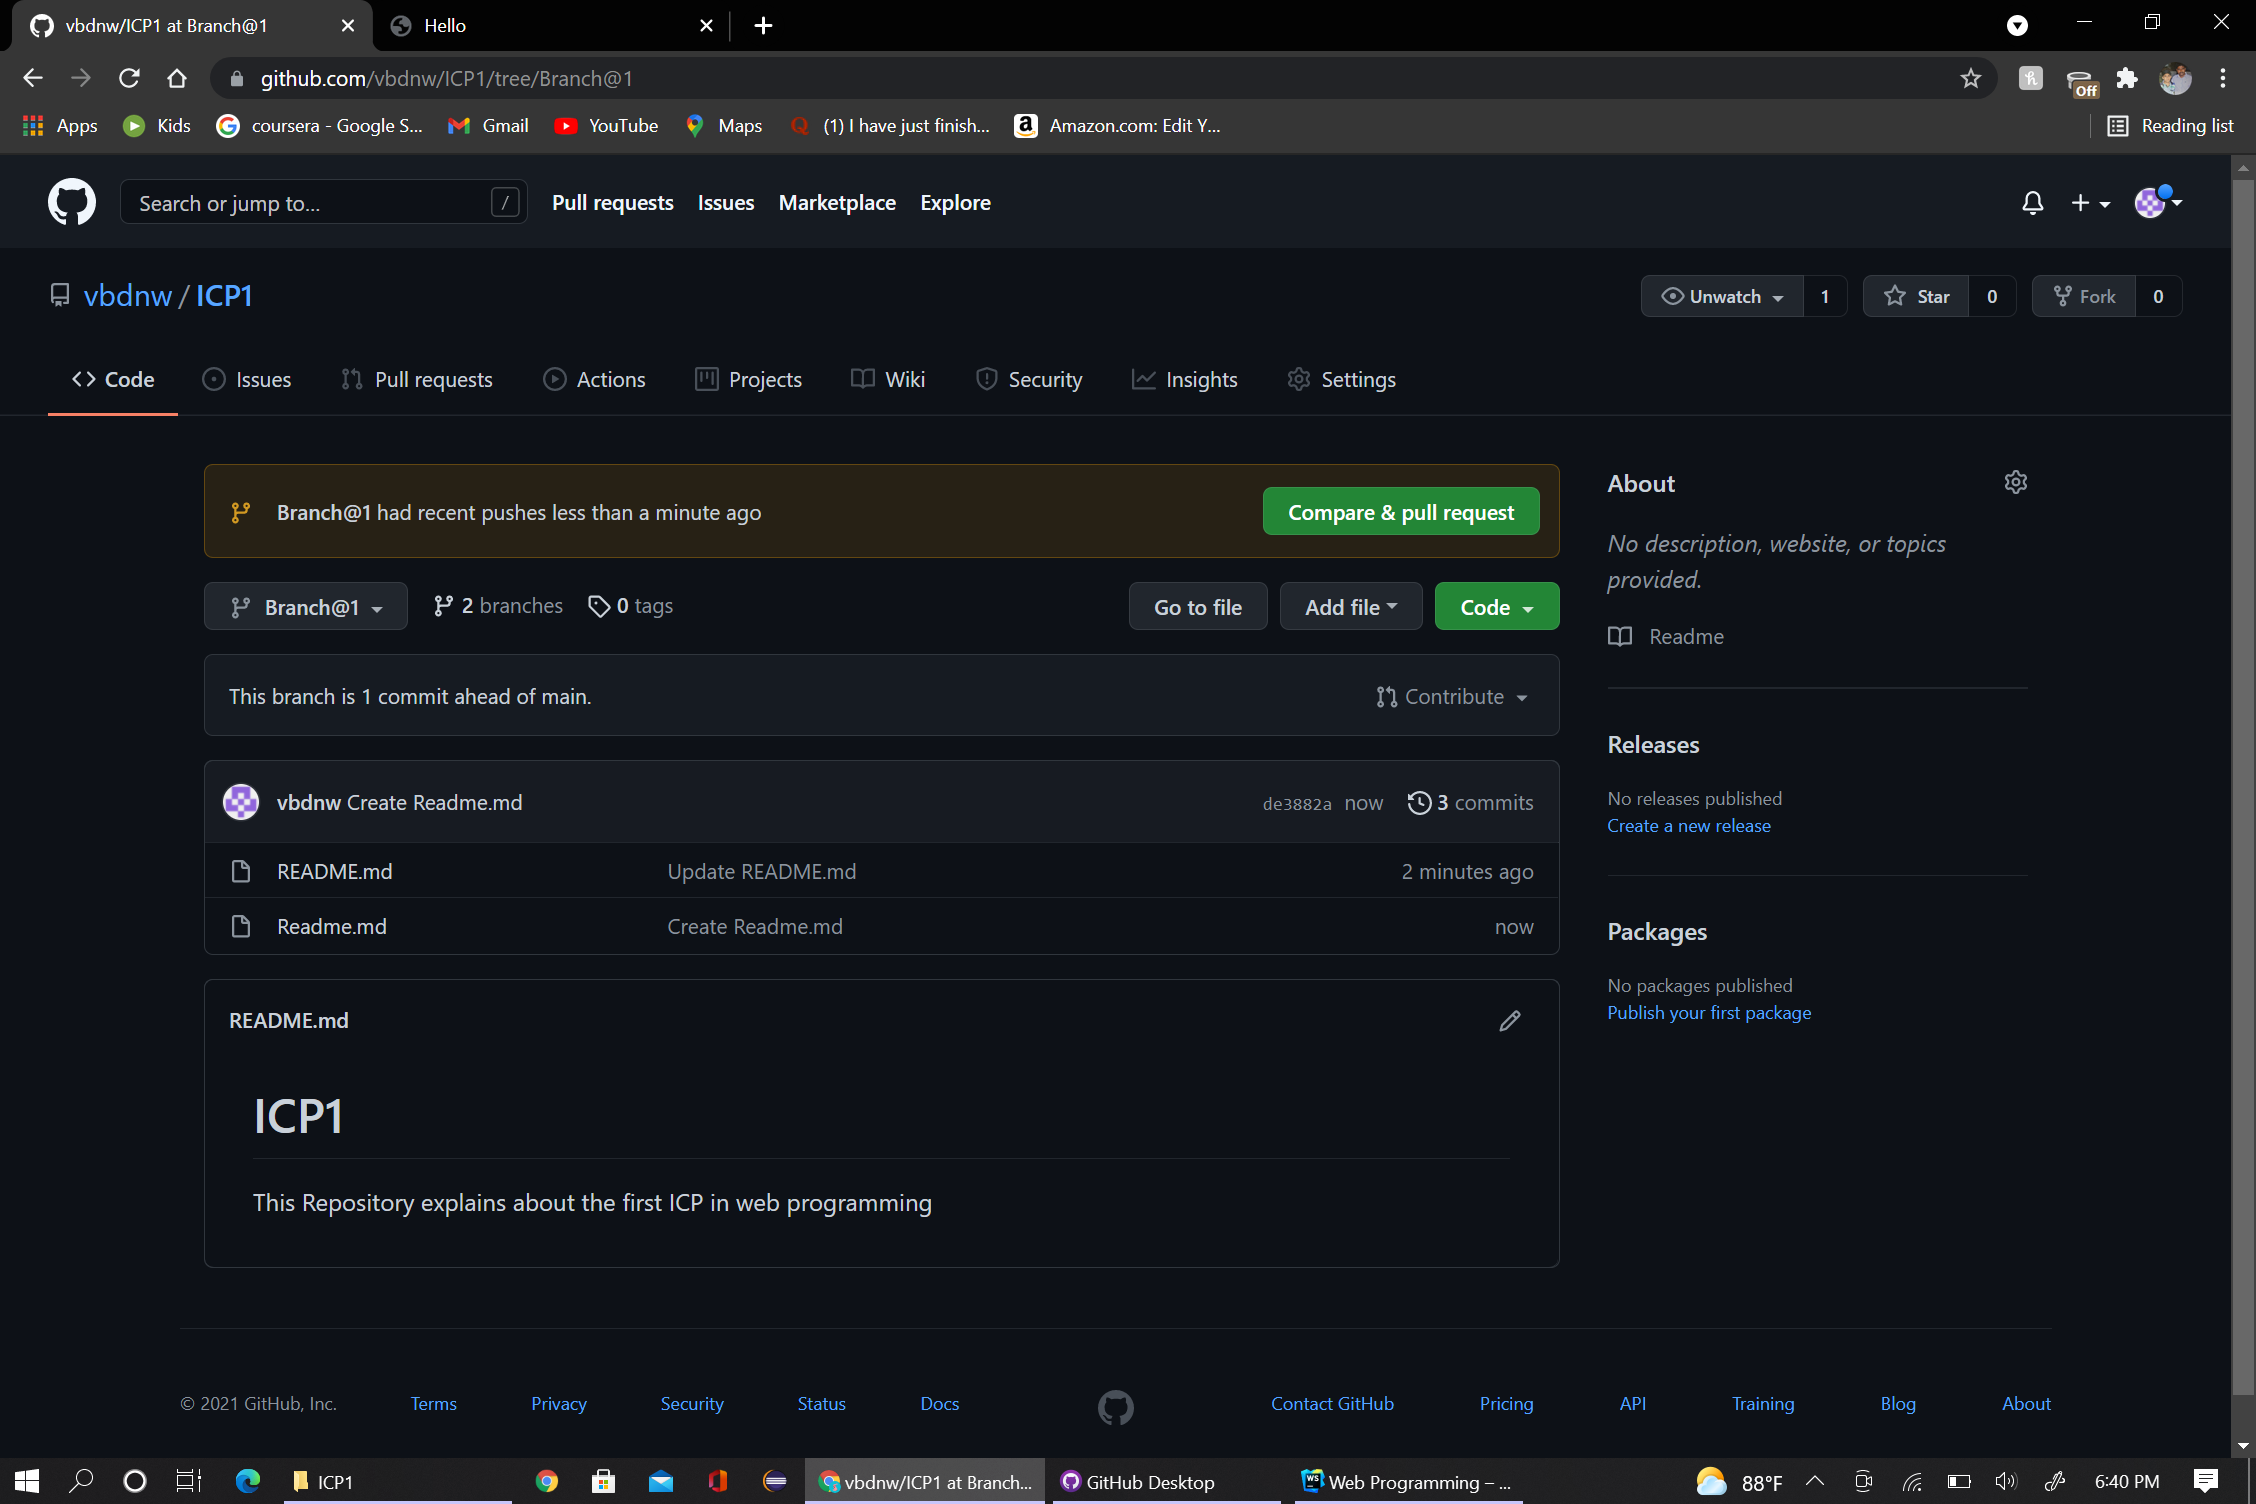 vbdnw/ICP1 at Branch@1
Hello
github.com/vbdnw/ICP1/tree/Branch@1
Off
Apps
Kids
coursera - Google S...
Gmail
YouTube
Maps
(1) I have just finish...
Amazon.com: Edit Y...
Reading list
Search or jump to...
/
Pull requests
Issues
Marketplace
Explore
vbdnw / ICP1
Unwatch
1
Star
0
Fork
0
Code
Issues
Pull requests
Actions
Projects
Wiki
Security
Insights
Settings
Branch@1 had recent pushes less than a minute ago
Compare & pull request
About
No description, website, or topics
provided.
Readme
Branch@1
2 branches
0 tags
Go to file
Add file
Code
This branch is 1 commit ahead of main.
Contribute
Releases
No releases published
Create a new release
vbdnw Create Readme.md
de3882a now
3 commits
README.md
Update README.md
2 minutes ago
Readme.md
Create Readme.md
now
Packages
No packages published
Publish your first package
README.md
ICP1
This Repository explains about the first ICP in web programming
© 2021 GitHub, Inc.
Terms
Privacy
Security
Status
Docs
Contact GitHub
Pricing
API
Training
Blog
About
ICP1
vbdnw/ICP1 at Branch...
GitHub Desktop
WS
Web Programming – ...
88°F
6:40 PM